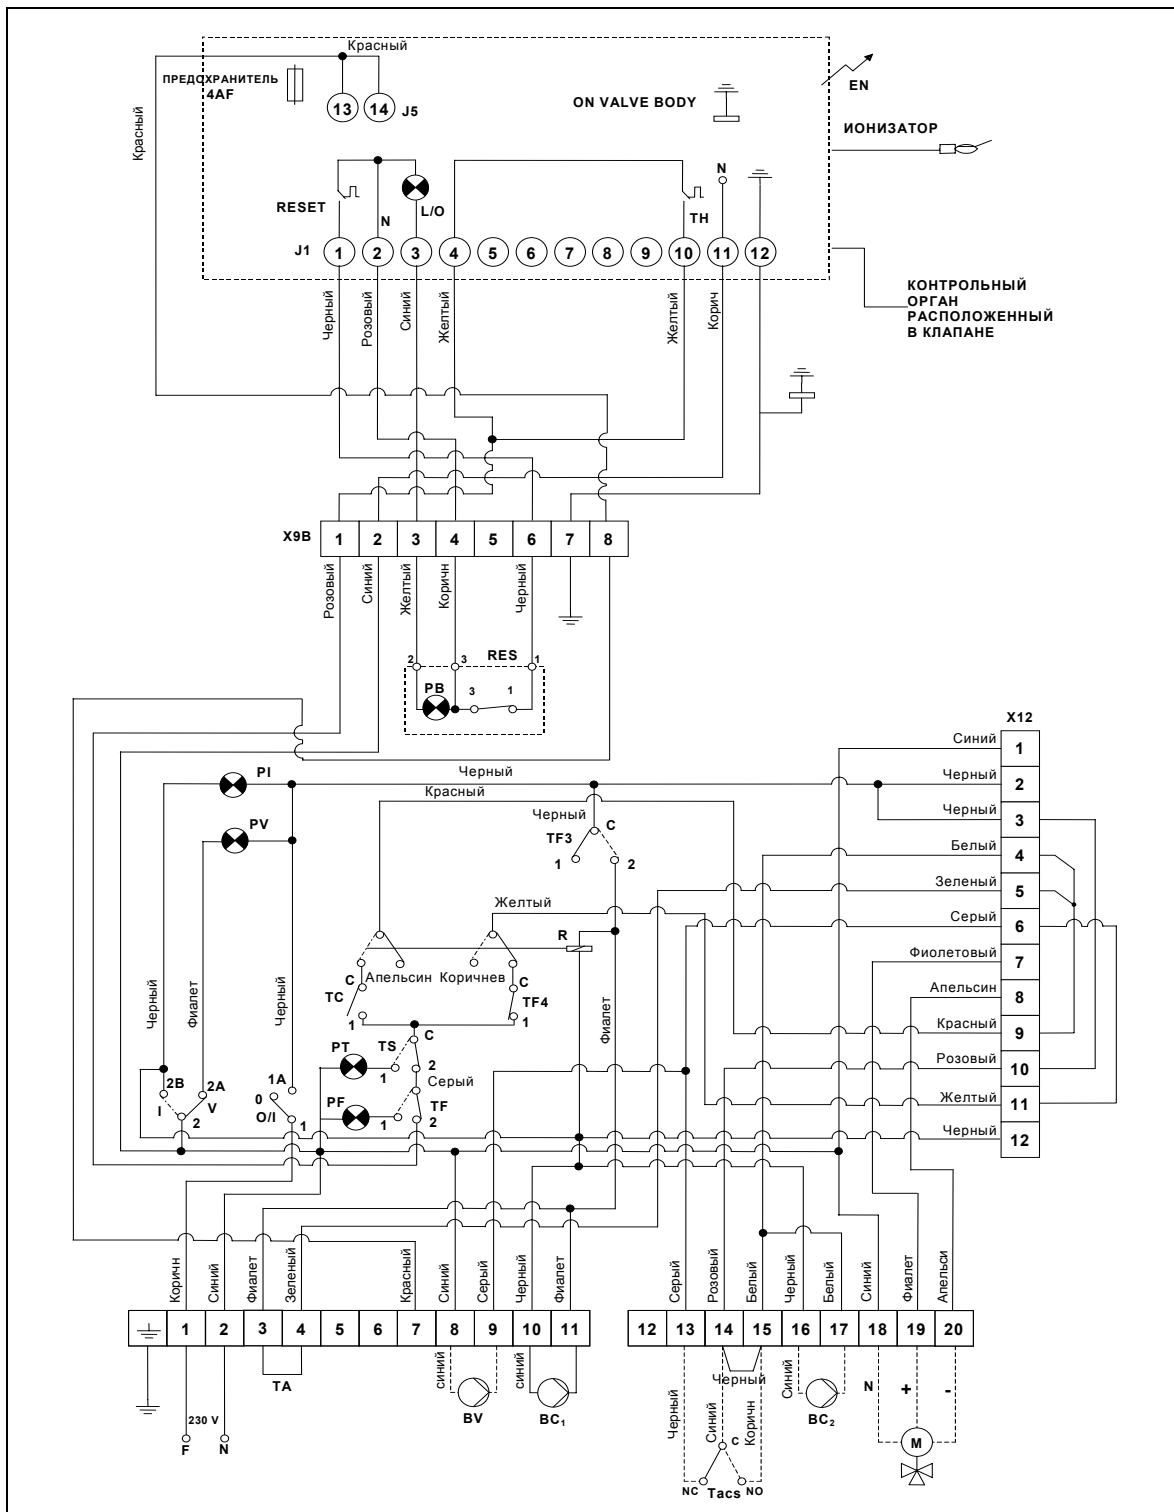 Красный
ПРЕДОХРАНИТЕЛЬ
4AF
13 14 J5
ON VALVE BODY
EN
ИОНИЗАТОР
Красный
RESET
N
L/O
TH
N
J1 1 2 3 4 5 6 7 8 9 10 11 12
КОНТРОЛЬНЫЙ
ОРГАН
РАСПОЛОЖЕННЫЙ
В КЛАПАНЕ
Черный
Розовый
Синий
Желтый
Желтый
Корич
X9B 1 2 3 4 5 6 7 8
Розовый
Синий
Желтый
Коричн
Черный
2 3 RES 1
PB 3 1
X12
Синий 1
Черный 2
Черный 3
Белый 4
Зеленый 5
Серый 6
Фиолетовый 7
Апельсин 8
Красный 9
Розовый 10
Желтый 11
Черный 12
PI
Черный
Красный
PV
Черный
TF3 C
1 2
Желтый
R
C Апельсин Коричнев C
TC TF4
1 1
Черный
Фиалет
Черный
Фиалет
C
PT TS
1 2
Серый
PF TF
1 2
2B 2A
I V
2
1A
0
O/I 1
Коричн
Синий
Фиалет
Зеленый
Красный
Синий
Серый
Черный
Фиалет
Серый
Розовый
Белый
Черный
Белый
Синий
Фиалет
Апельси
1 2 3 4 5 6 7 8 9 10 11
12 13 14 15 16 17 18 19 20
TA
синий
BV
синий
BC1
230 V
F N
Черный
Черный
Синий
Коричн
C
NC Tacs NO
Синий
BC2
N + -
M